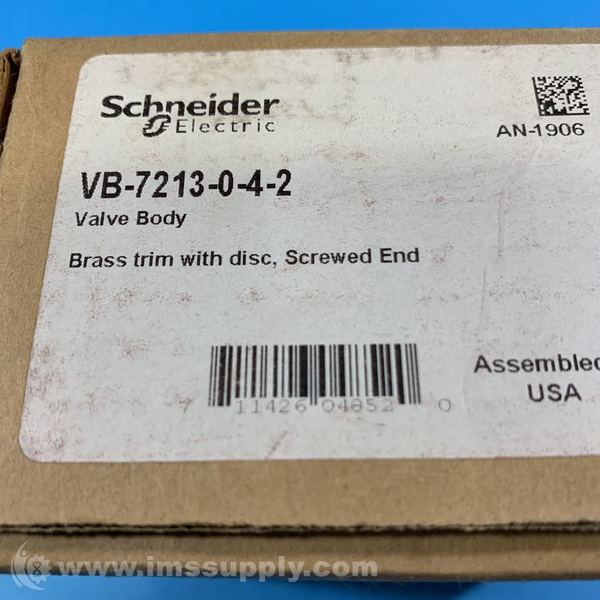 Schneider
Electric
AN-1906
VB-7213-0-4-2
Valve Body
Brass trim with disc, Screwed End
7 11426 04852 0
Assembled
USA
www.imssupply.com